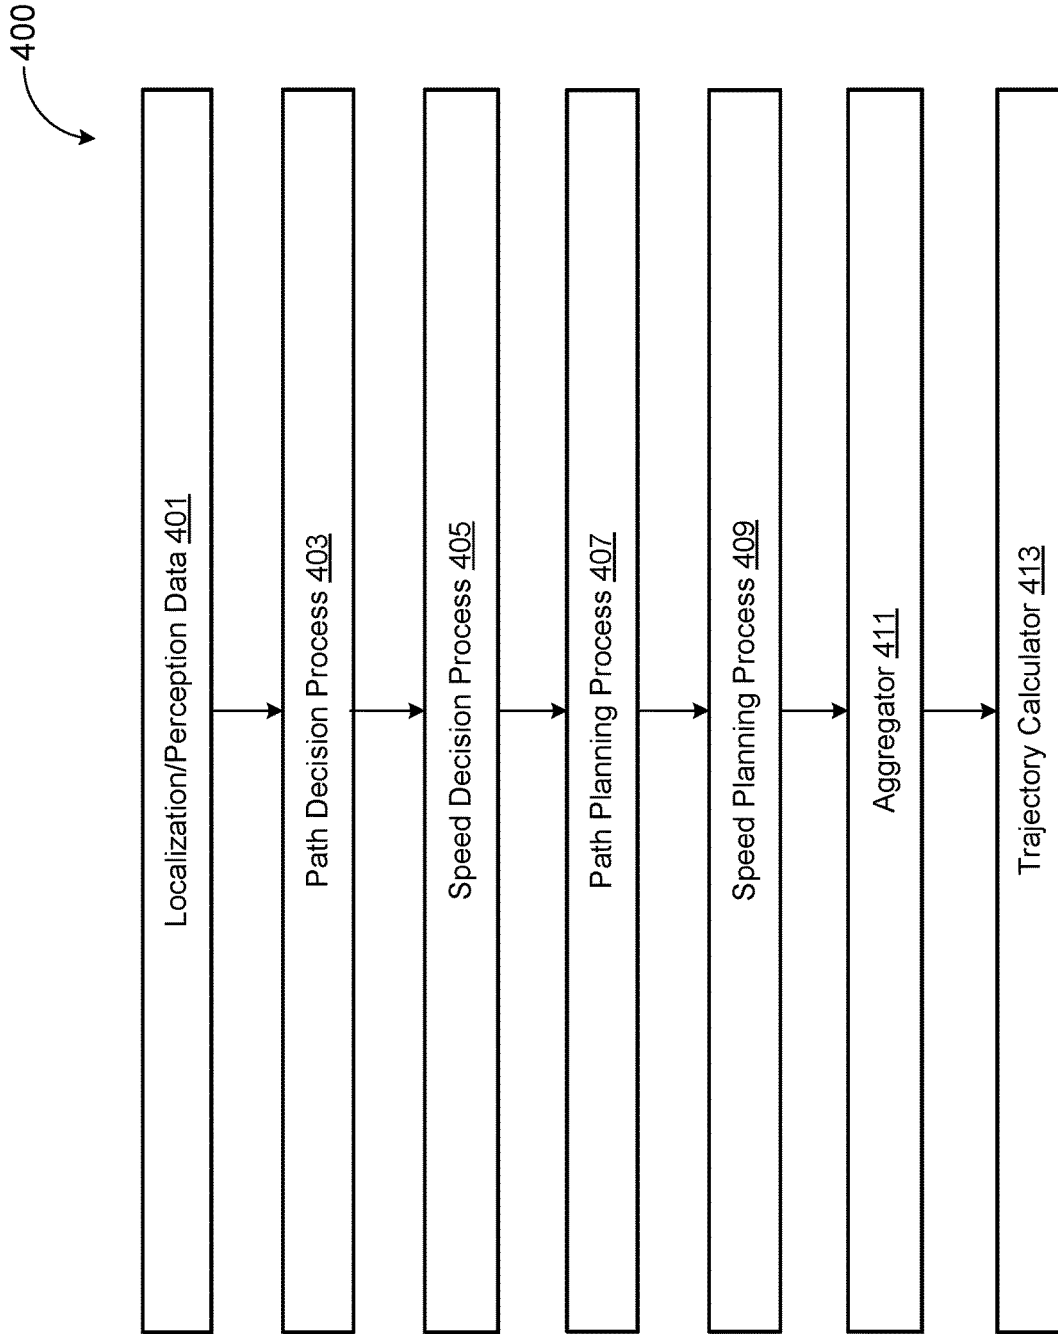 400
Localization/Perception Data 401
Path Decision Process 403
Speed Decision Process 405
Path Planning Process 407
Speed Planning Process 409
Aggregator 411
Trajectory Calculator 413